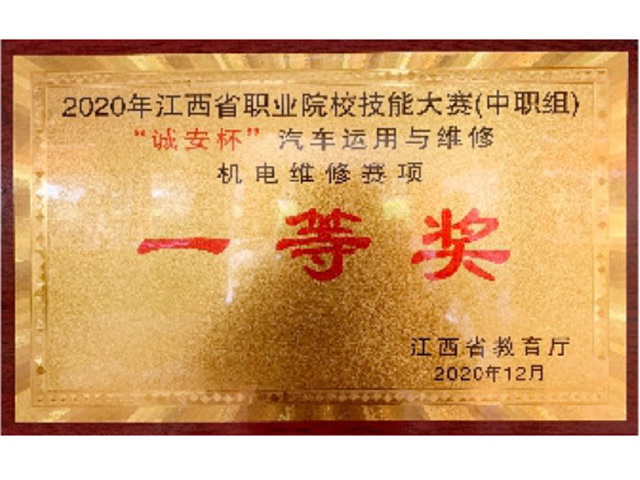 2020年江西省职业院校技能大赛(中职组)
“诚安杯”汽车运用与维修
机电维修赛项
一等奖
江西省教育厅
2020年12月